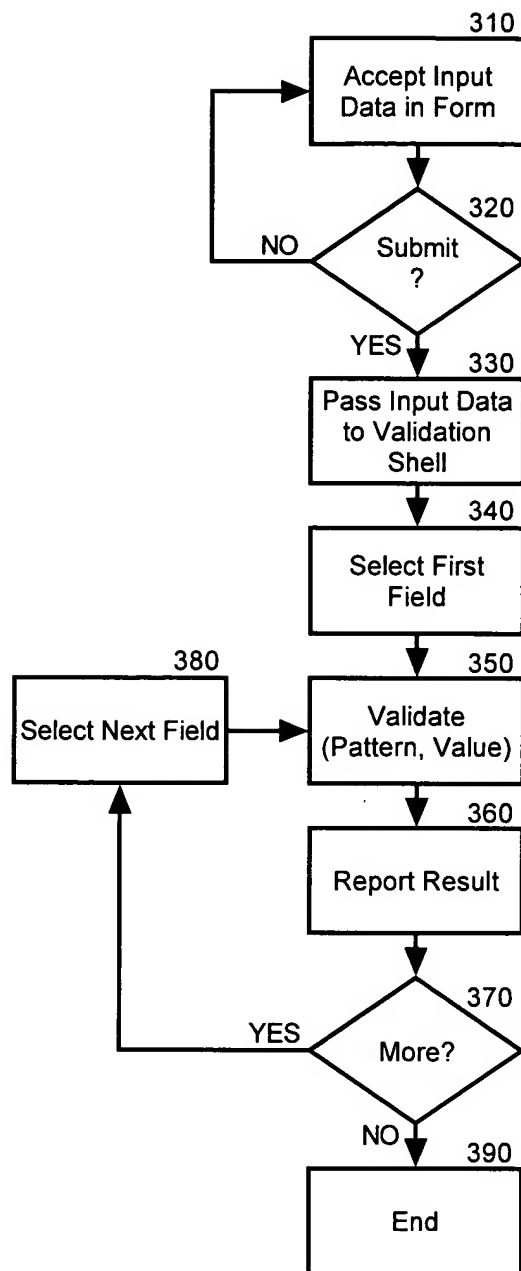 310
Accept Input
Data in Form
320
NO
Submit
?
YES
330
Pass Input Data
to Validation
Shell
340
Select First
Field
380
350
Select Next Field
Validate
(Pattern, Value)
360
Report Result
370
YES
More?
NO
390
End